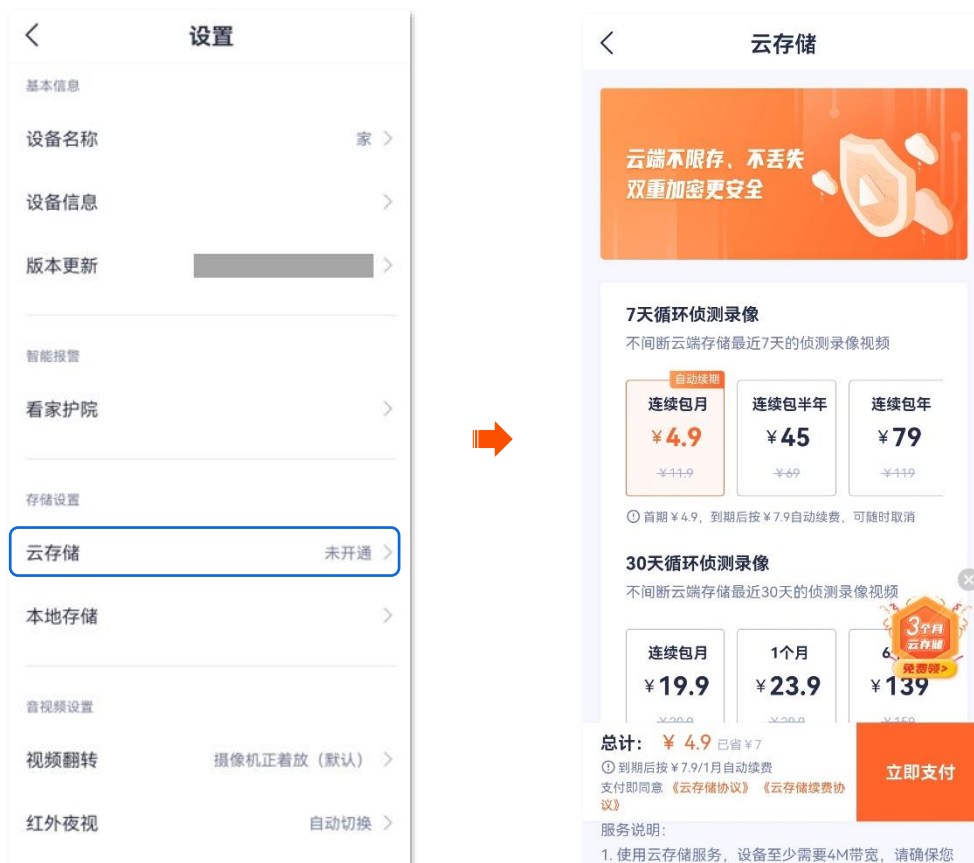 设置
基本信息
设备名称 家
设备信息
版本更新
智能报警
看家护院
存储设置
云存储 未开通
本地存储
音视频设置
视频翻转 摄像机正着放（默认）
红外夜视 自动切换
云存储
云端不限存、不丢失
双重加密更安全
7天循环侦测录像
不间断云端存储最近7天的侦测录像视频
自动续期
连续包月 连续包半年 连续包年
¥4.9 ¥45 ¥79
¥11.9 ¥69 ¥119
首期¥4.9，到期后按¥7.9自动续费，可随时取消
30天循环侦测录像
不间断云端存储最近30天的侦测录像视频
3个月
云存储
免费领>
连续包月 1个月 6
¥19.9 ¥23.9 ¥139
¥159
总计： ¥ 4.9 已省¥7
到期后按¥7.9/1月自动续费
支付即同意《云存储协议》《云存储续费协
议》
立即支付
服务说明：
1. 使用云存储服务，设备至少需要4M带宽，请确保您